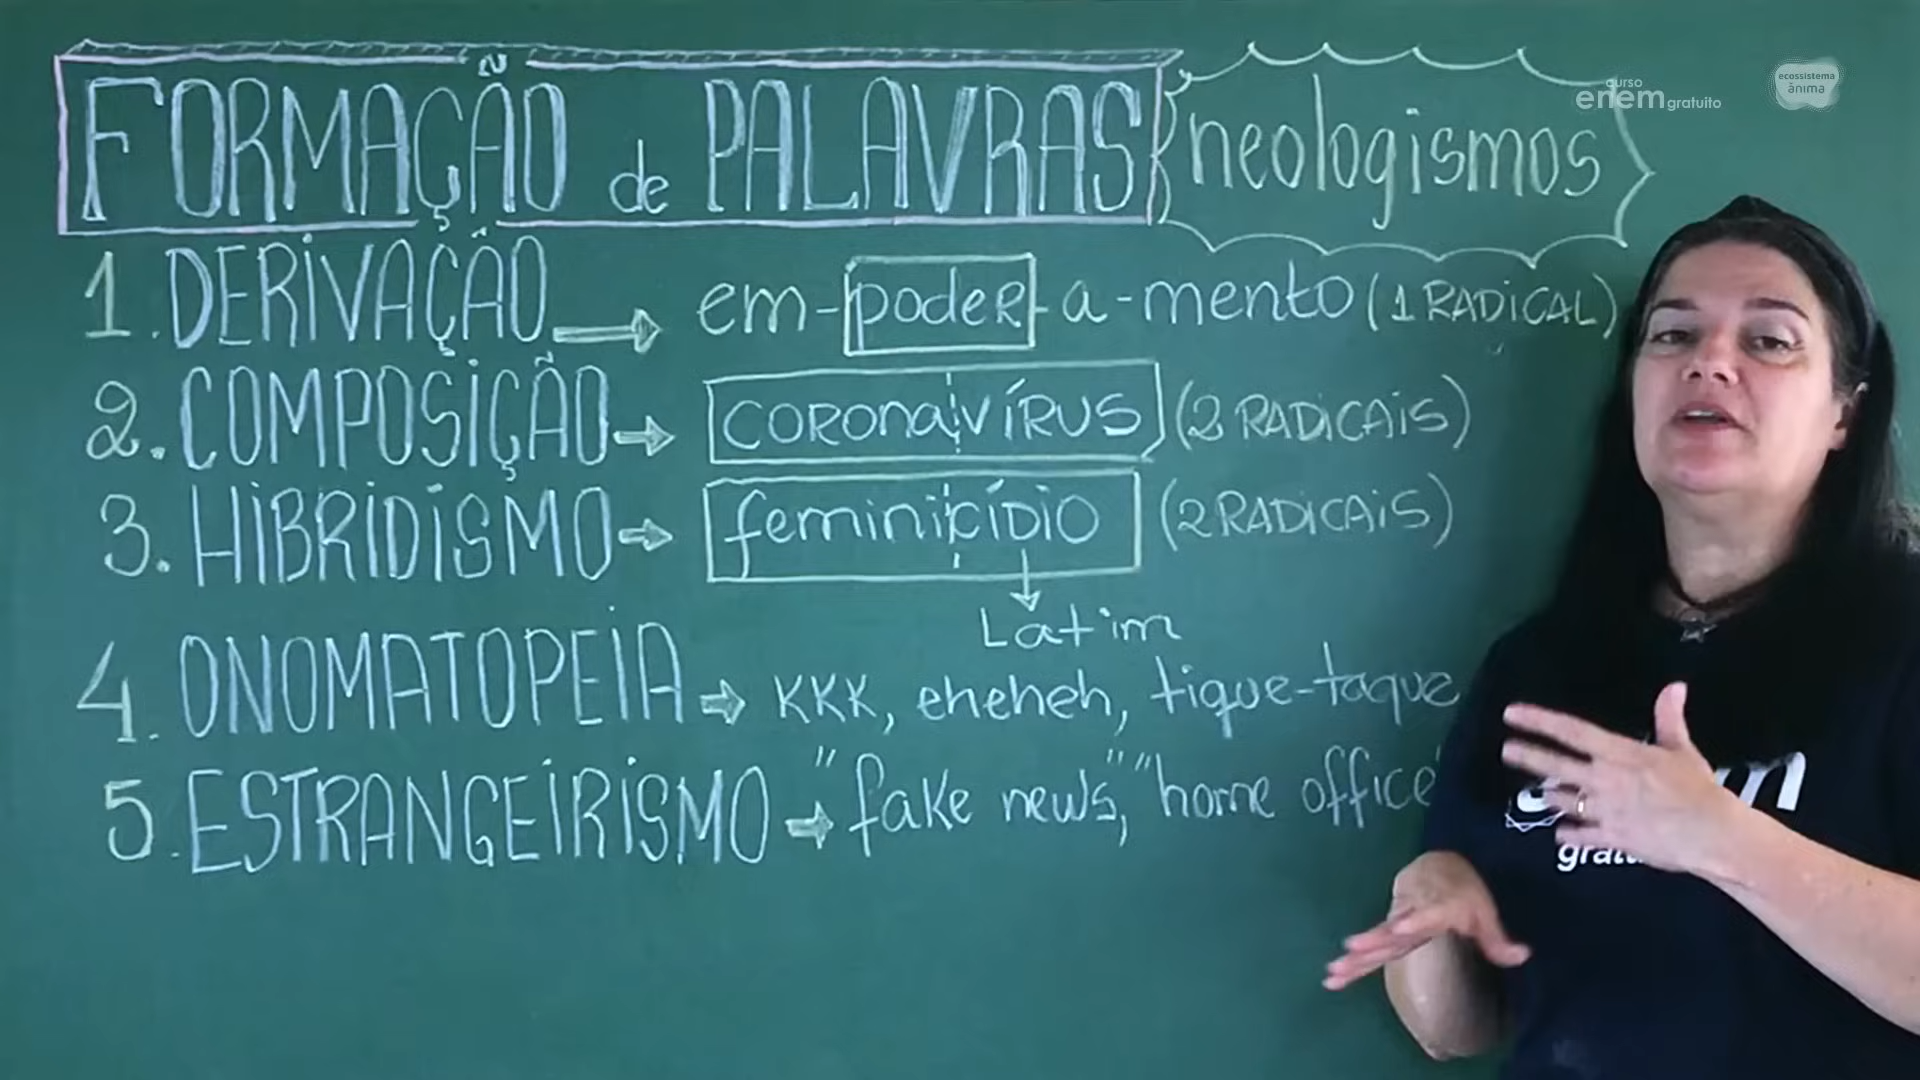 FORMAÇÃO de PALAVRAS neologismos
curso
enem gratuito
ecossistema
ânima
1. DERIVAÇÃO em-poder-a-mento (1 RADICAL)
2. COMPOSIÇÃO coronavírus (2 RADICAIS)
3. HIBRIDISMO feminicídio (2 RADICAIS)
Latim
4. ONOMATOPEIA KKK, eheheh, tique-taque
5. ESTRANGEIRISMO "fake news", "home office"